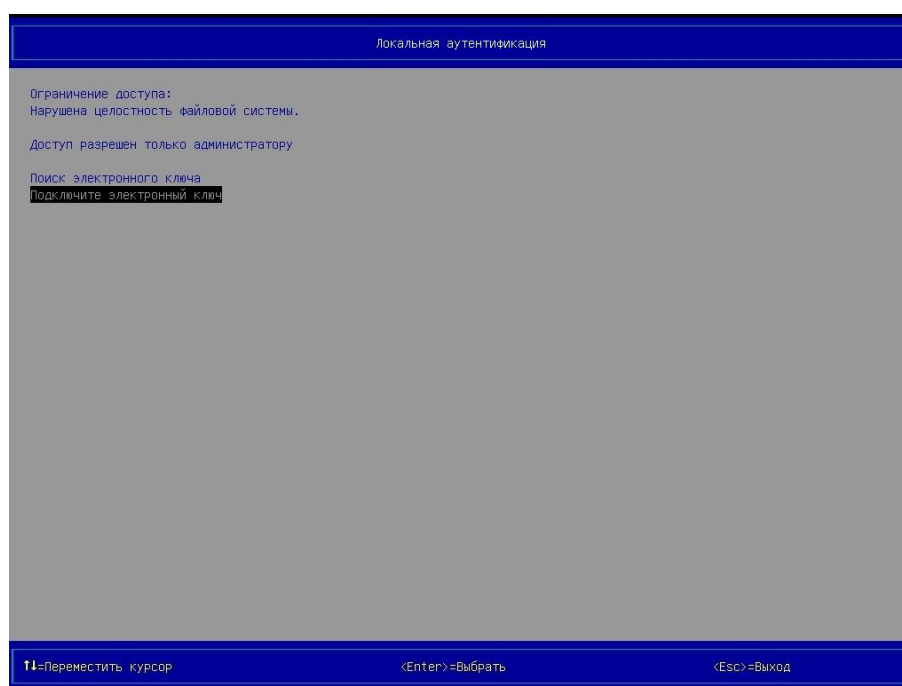 Локальная аутентификация
Ограничение доступа:
Нарушена целостность файловой системы.
Доступ разрешен только администратору
Поиск электронного ключа
Подключите электронный ключ
↑↓=Переместить курсор <Enter>=Выбрать <Esc>=Выход